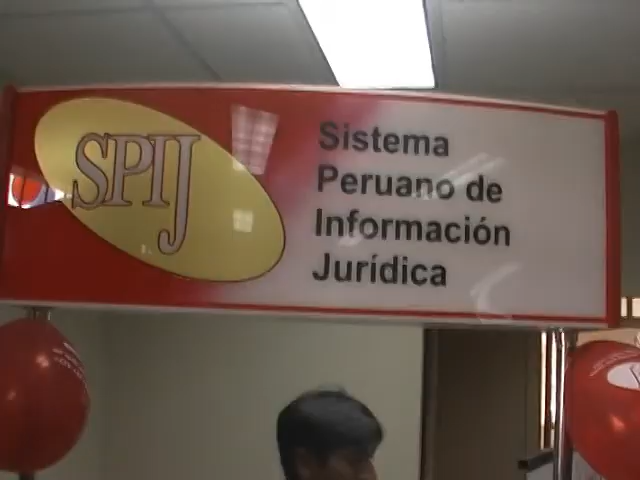 SPIJ
Sistema
Peruano de
Información
Jurídica